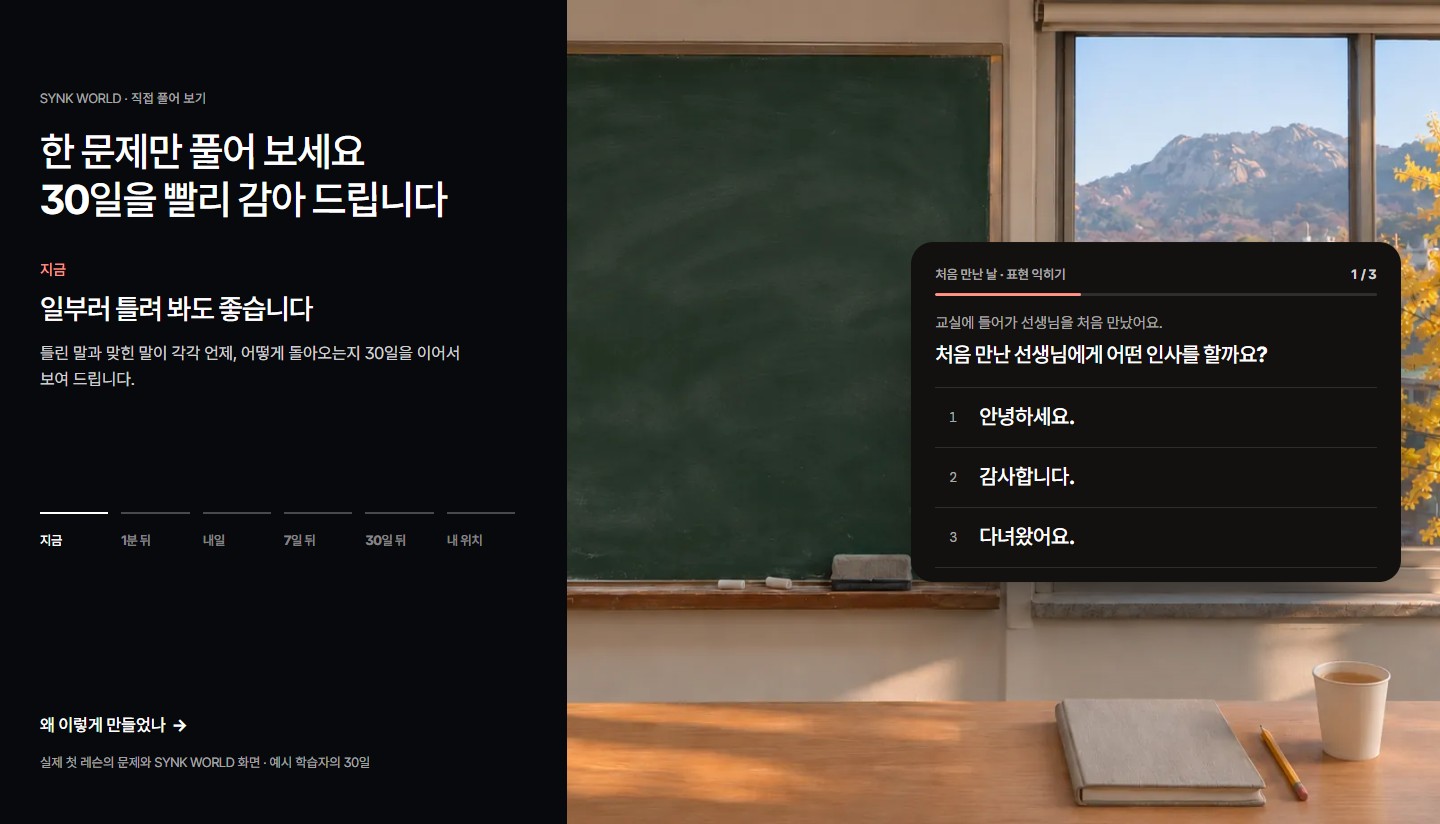 SYNK WORLD · 직접 풀어 보기
한 문제만 풀어 보세요
30일을 빨리 감아 드립니다
지금
일부러 틀려 봐도 좋습니다
틀린 말과 맞힌 말이 각각 언제, 어떻게 돌아오는지 30일을 이어서
보여 드립니다.
지금
1분 뒤
내일
7일 뒤
30일 뒤
내 위치
왜 이렇게 만들었나 →
실제 첫 레슨의 문제와 SYNK WORLD 화면 · 예시 학습자의 30일
처음 만난 날 · 표현 익히기
1 / 3
교실에 들어가 선생님을 처음 만났어요.
처음 만난 선생님에게 어떤 인사를 할까요?
1 안녕하세요.
2 감사합니다.
3 다녀왔어요.